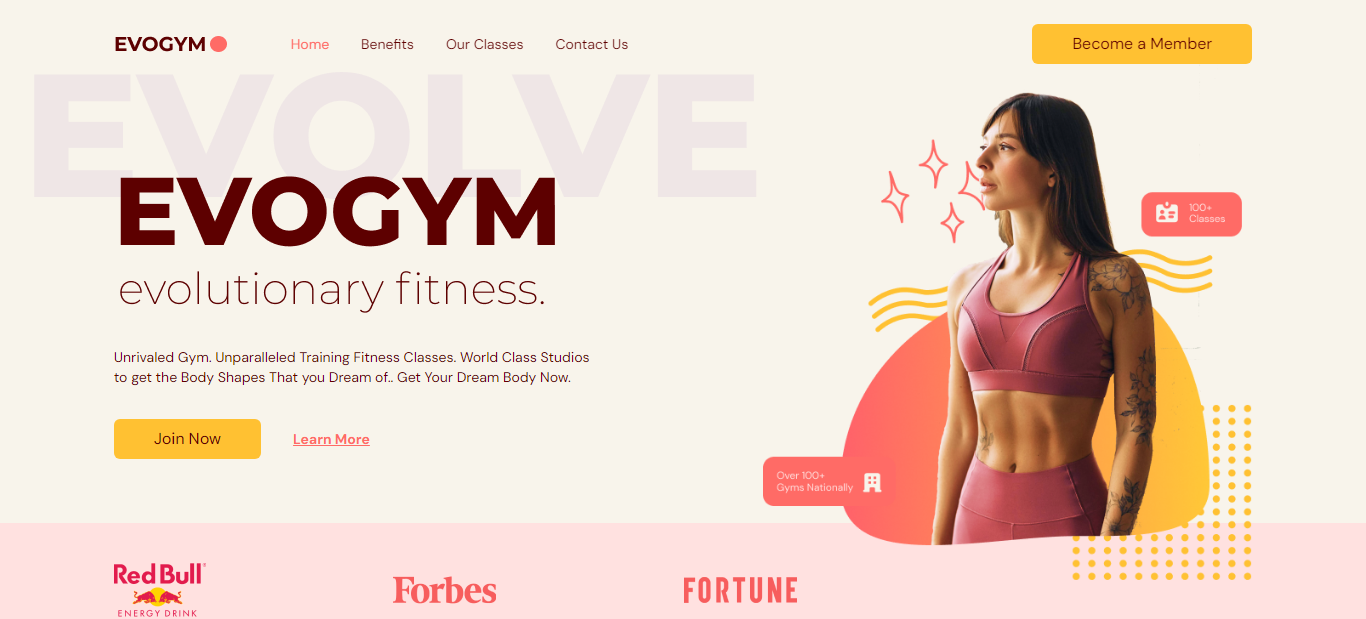 EVOGYM
Home
Benefits
Our Classes
Contact Us
Become a Member
EVOLVE
EVOGYM
evolutionary fitness.
Unrivaled Gym. Unparalleled Training Fitness Classes. World Class Studios
to get the Body Shapes That you Dream of.. Get Your Dream Body Now.
Join Now
Learn More
100+
Classes
Over 100+
Gyms Nationally
Red Bull
ENERGY DRINK
Forbes
FORTUNE